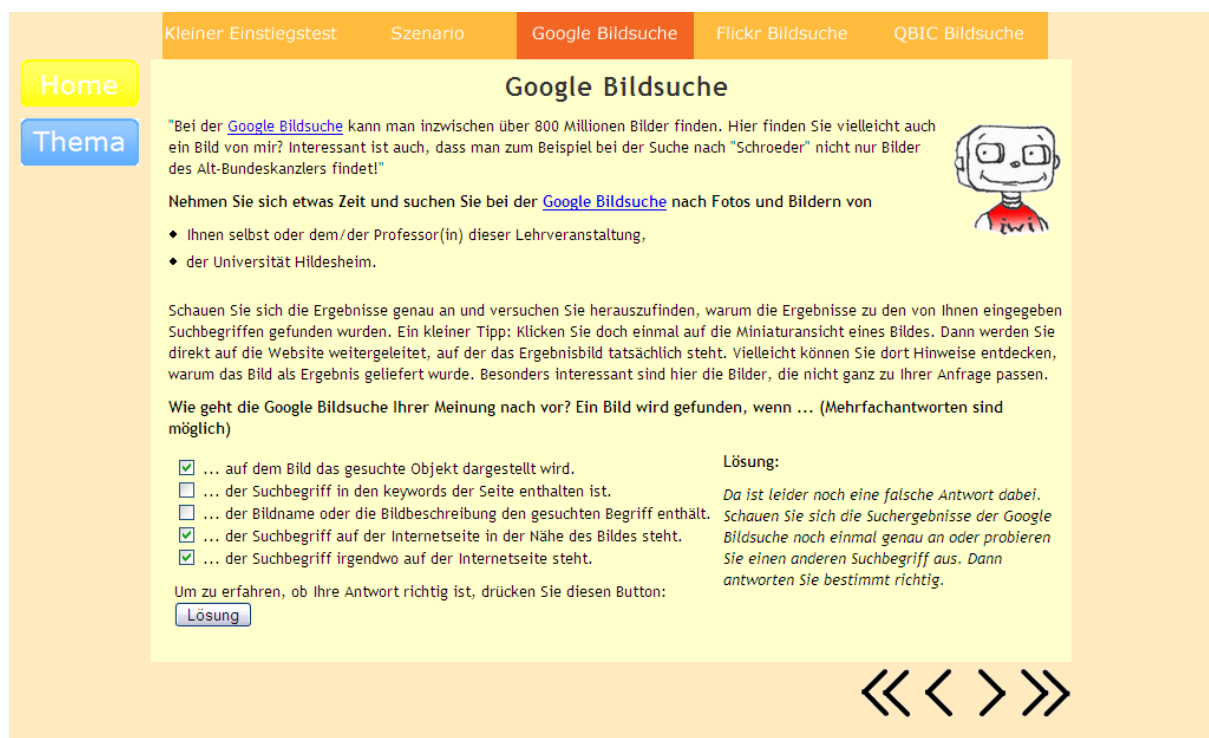 Kleiner Einstiegstest Szenario Google Bildsuche Flickr Bildsuche QBIC Bildsuche
Home
Thema
Google Bildsuche
"Bei der Google Bildsuche kann man inzwischen über 800 Millionen Bilder finden. Hier finden Sie vielleicht auch
ein Bild von mir? Interessant ist auch, dass man zum Beispiel bei der Suche nach "Schroeder" nicht nur Bilder
des Alt-Bundeskanzlers findet!"
iwi
Nehmen Sie sich etwas Zeit und suchen Sie bei der Google Bildsuche nach Fotos und Bildern von
◆ Ihnen selbst oder dem/der Professor(in) dieser Lehrveranstaltung,
◆ der Universität Hildesheim.
Schauen Sie sich die Ergebnisse genau an und versuchen Sie herauszufinden, warum die Ergebnisse zu den von Ihnen eingegeben
Suchbegriffen gefunden wurden. Ein kleiner Tipp: Klicken Sie doch einmal auf die Miniaturansicht eines Bildes. Dann werden Sie
direkt auf die Website weitergeleitet, auf der das Ergebnisbild tatsächlich steht. Vielleicht können Sie dort Hinweise entdecken,
warum das Bild als Ergebnis geliefert wurde. Besonders interessant sind hier die Bilder, die nicht ganz zu Ihrer Anfrage passen.
Wie geht die Google Bildsuche Ihrer Meinung nach vor? Ein Bild wird gefunden, wenn ... (Mehrfachantworten sind
möglich)
... auf dem Bild das gesuchte Objekt dargestellt wird.
... der Suchbegriff in den keywords der Seite enthalten ist.
... der Bildname oder die Bildbeschreibung den gesuchten Begriff enthält.
... der Suchbegriff auf der Internetseite in der Nähe des Bildes steht.
... der Suchbegriff irgendwo auf der Internetseite steht.
Um zu erfahren, ob Ihre Antwort richtig ist, drücken Sie diesen Button:
Lösung
Lösung:
Da ist leider noch eine falsche Antwort dabei.
Schauen Sie sich die Suchergebnisse der Google
Bildsuche noch einmal genau an oder probieren
Sie einen anderen Suchbegriff aus. Dann
antworten Sie bestimmt richtig.